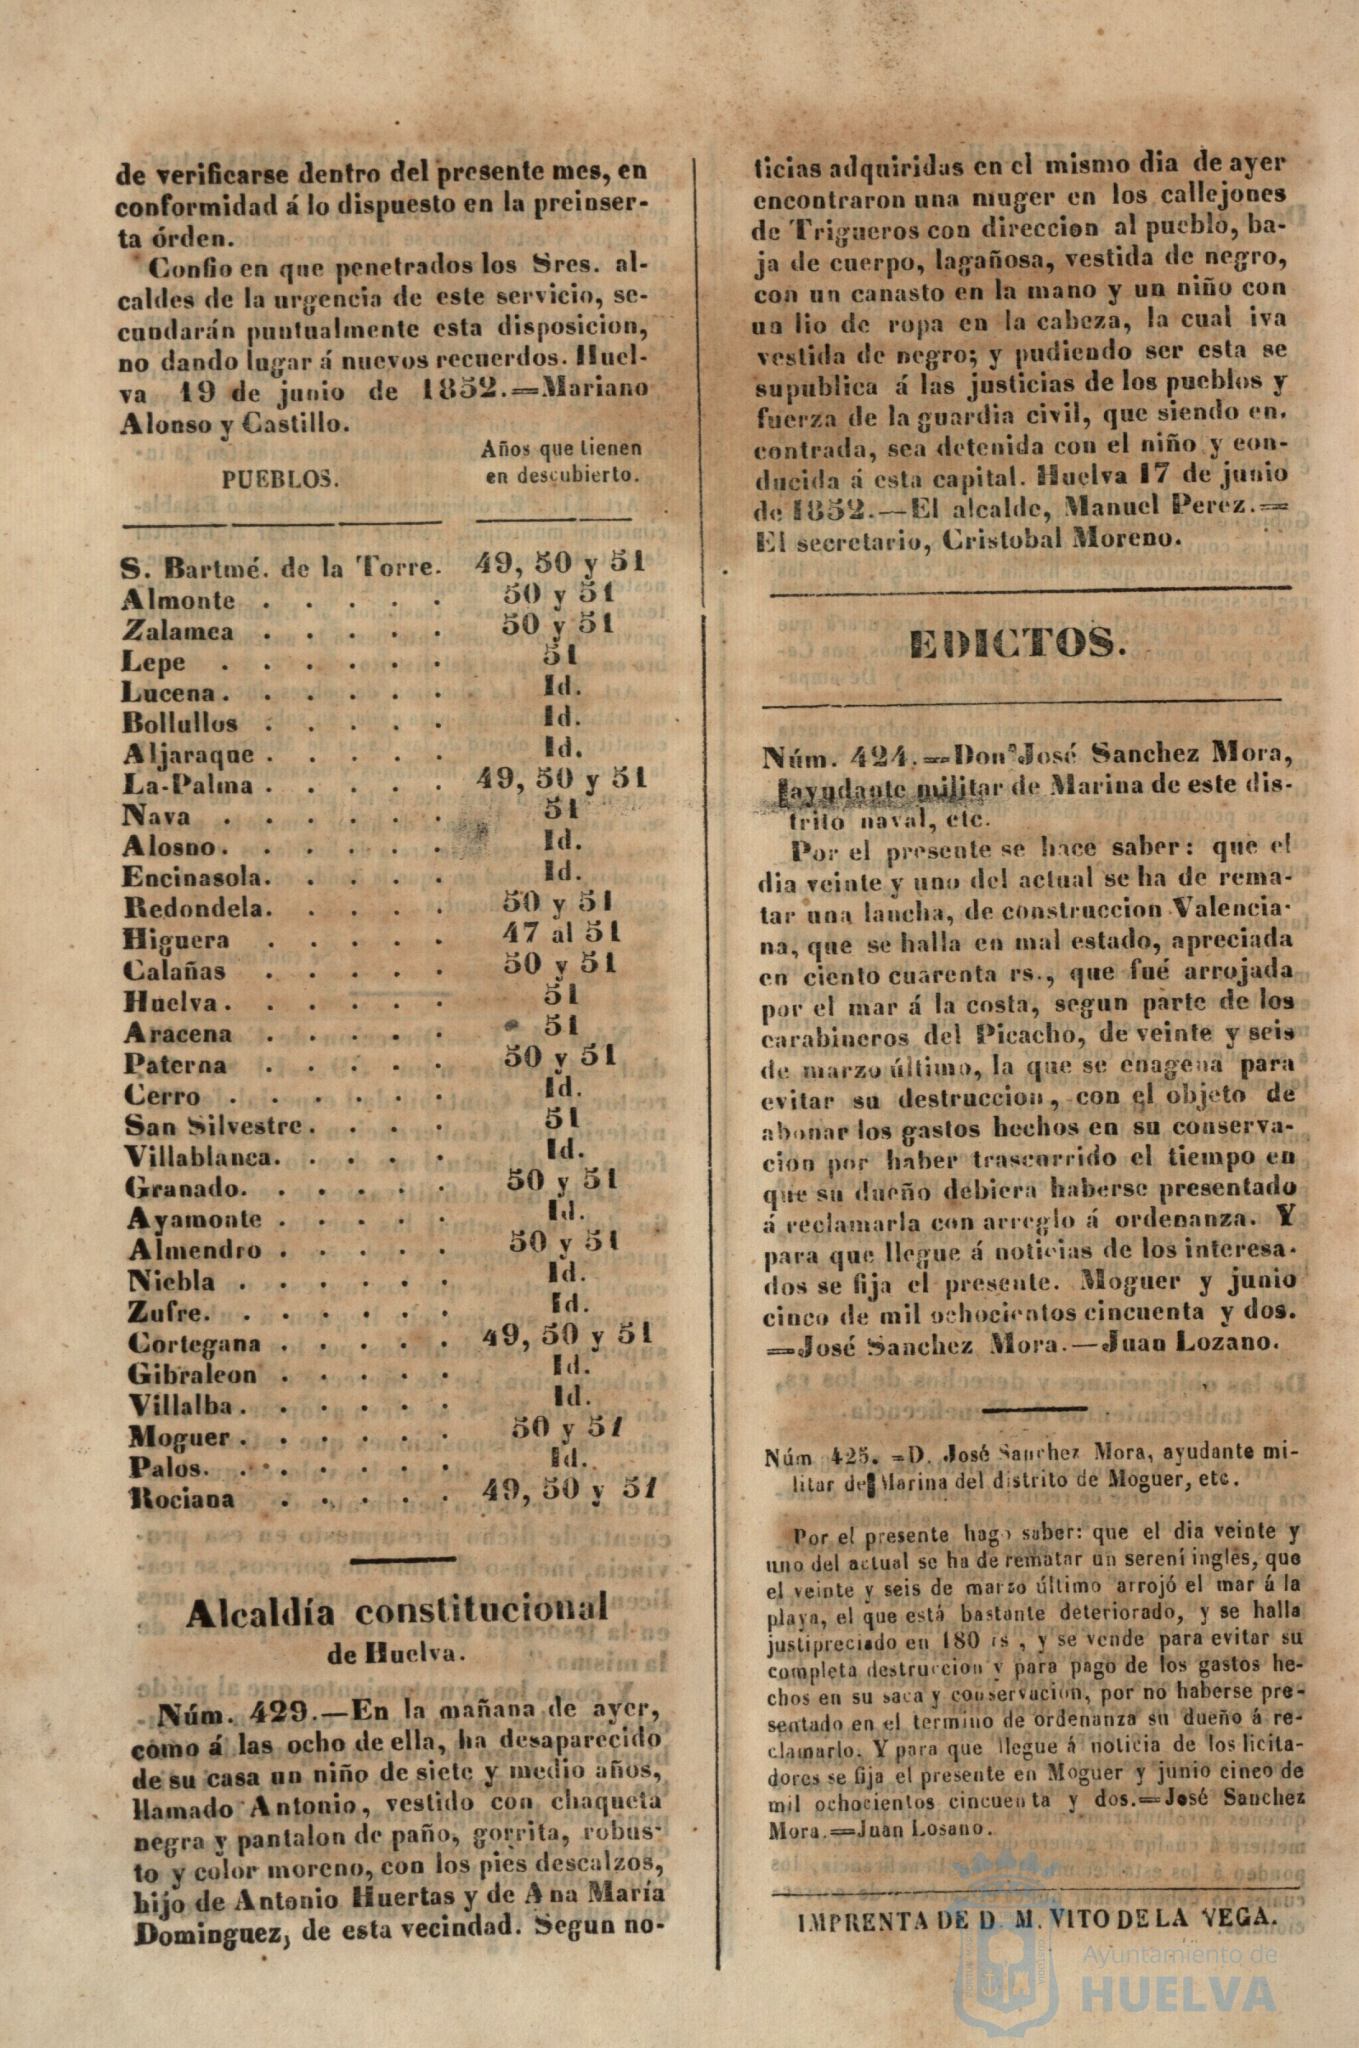 de verificarse dentro del presente mes, en
conformidad á lo dispuesto en la preinser-
ta órden.
Confio en que penetrados los Sres. al-
caldes de la urgencia de este servicio, se-
cundarán puntualmente esta disposicion,
no dando lugar á nuevos recuerdos. Huel-
va 19 de junio de 1852.=Mariano
Alonso y Castillo.
PUEBLOS. Años que tienen
en descubierto.
S. Bartmé. de la Torre. 49, 50 y 51
Almonte . . . . . 50 y 51
Zalamea . . . . . 50 y 51
Lepe . . . . . . 51
Lucena . . . . . . Id.
Bollullos . . . . . Id.
Aljaraque . . . . . Id.
La-Palma . . . . . 49, 50 y 51
Nava . . . . . . 51
Alosno. . . . . . Id.
Encinasola. . . . . Id.
Redondela. . . . . 50 y 51
Higuera . . . . . 47 al 51
Calañas . . . . . 50 y 51
Huelva . . . . . . 51
Aracena . . . . . 51
Paterna . . . . . 50 y 51
Cerro . . . . . . Id.
San Silvestre . . . . 51
Villablanca. . . . . Id.
Granado. . . . . . 50 y 51
Ayamonte . . . . . Id.
Almendro . . . . . 50 y 51
Niebla . . . . . . Id.
Zufre. . . . . . . Id.
Cortegana . . . . . 49, 50 y 51
Gibraleon . . . . . Id.
Villalba . . . . . . Id.
Moguer . . . . . . 50 y 51
Palos. . . . . . . Id.
Rociana . . . . . 49, 50 y 51
Alcaldía constitucional
de Huelva.
Núm. 429.—En la mañana de ayer,
como á las ocho de ella, ha desaparecido
de su casa un niño de siete y medio años,
llamado Antonio, vestido con chaqueta
negra y pantalon de paño, gorrita, robus-
to y color moreno, con los pies descalzos,
hijo de Antonio Huertas y de Ana María
Dominguez, de esta vecindad. Segun no-
ticias adquiridas en el mismo dia de ayer
encontraron una muger en los callejones
de Trigueros con direccion al pueblo, ba-
ja de cuerpo, lagañosa, vestida de negro,
con un canasto en la mano y un niño con
un lio de ropa en la cabeza, la cual iva
vestida de negro; y pudiendo ser esta se
supublica á las justicias de los pueblos y
fuerza de la guardia civil, que siendo en.
contrada, sea detenida con el niño y con-
ducida á esta capital. Huelva 17 de junio
de 1852.—El alcalde, Manuel Perez.=
El secretario, Cristobal Moreno.
EDICTOS.
Núm. 424.=Don José Sanchez Mora,
ayudante militar de Marina de este dis-
trito naval, etc.
Por el presente se hace saber: que el
dia veinte y uno del actual se ha de rema-
tar una lancha, de construccion Valencia-
na, que se halla en mal estado, apreciada
en ciento cuarenta rs., que fué arrojada
por el mar á la costa, segun parte de los
carabineros del Picacho, de veinte y seis
de marzo último, la que se enagena para
evitar su destruccion, con el objeto de
abonar los gastos hechos en su conserva-
cion por haber trascurrido el tiempo en
que su dueño debiera haberse presentado
á reclamarla con arreglo á ordenanza. Y
para que llegue á noticias de los interesa-
dos se fija el presente. Moguer y junio
cinco de mil ochocientos cincuenta y dos.
=José Sanchez Mora.—Juan Lozano.
Núm 425. =D. José Sanchez Mora, ayudante mi-
litar de Marina del distrito de Moguer, etc.
Por el presente hago saber: que el dia veinte y
uno del actual se ha de rematar un serení inglés, que
el veinte y seis de marzo último arrojó el mar á la
playa, el que está bastante deteriorado, y se halla
justipreciado en 180 rs, y se vende para evitar su
completa destruccion y para pago de los gastos he-
chos en su saca y conservacion, por no haberse pre-
sentado en el termino de ordenanza su dueño á re-
clamarlo. Y para que llegue á noticia de los licita-
dores se fija el presente en Moguer y junio cinco de
mil ochocientos cincuenta y dos.=José Sanchez
Mora.=Juan Losano.
IMPRENTA DE D. M. VITO DE LA VEGA.
Ayuntamiento de
HUELVA